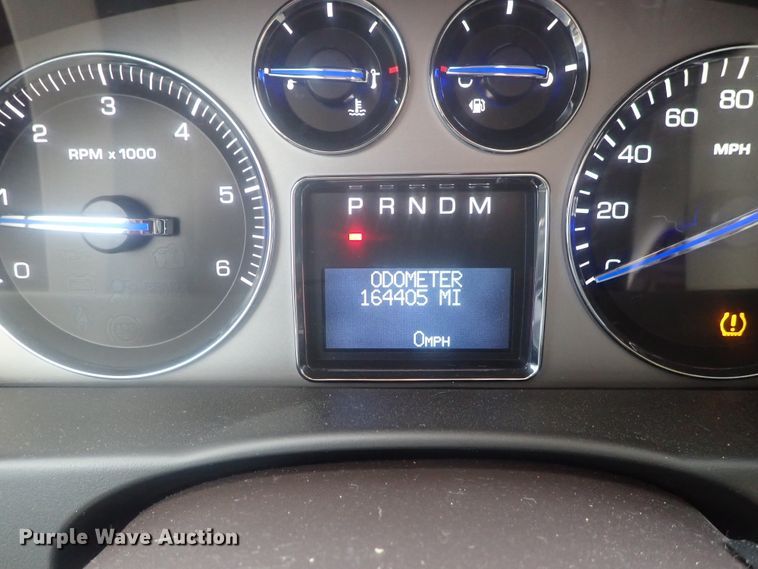 0
1
2
3
4
5
6
RPM x 1000
P R N D M
ODOMETER
164405 MI
0MPH
0
20
40
60
80
MPH
Purple Wave Auction